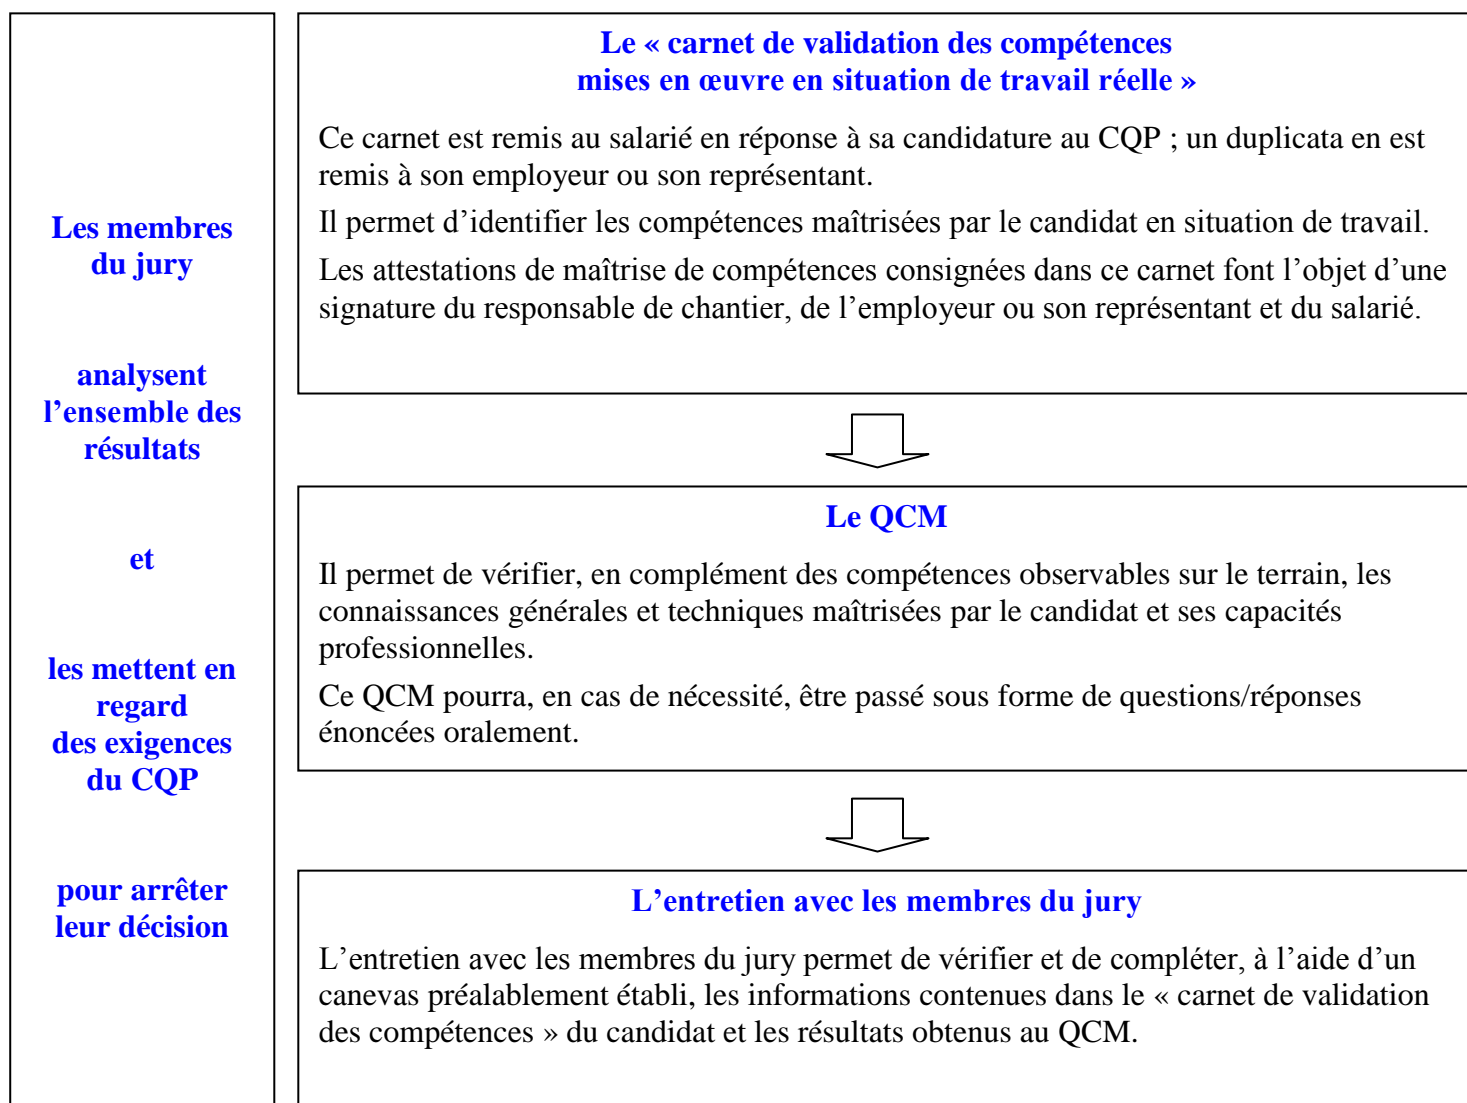 Les membres
du jury
analysent
l’ensemble des
résultats
et
les mettent en
regard
des exigences
du CQP
pour arrêter
leur décision
Le « carnet de validation des compétences
mises en œuvre en situation de travail réelle »
Ce carnet est remis au salarié en réponse à sa candidature au CQP ; un duplicata en est
remis à son employeur ou son représentant.
Il permet d’identifier les compétences maîtrisées par le candidat en situation de travail.
Les attestations de maîtrise de compétences consignées dans ce carnet font l’objet d’une
signature du responsable de chantier, de l’employeur ou son représentant et du salarié.
Le QCM
Il permet de vérifier, en complément des compétences observables sur le terrain, les
connaissances générales et techniques maîtrisées par le candidat et ses capacités
professionnelles.
Ce QCM pourra, en cas de nécessité, être passé sous forme de questions/réponses
énoncées oralement.
L’entretien avec les membres du jury
L’entretien avec les membres du jury permet de vérifier et de compléter, à l’aide d’un
canevas préalablement établi, les informations contenues dans le « carnet de validation
des compétences » du candidat et les résultats obtenus au QCM.